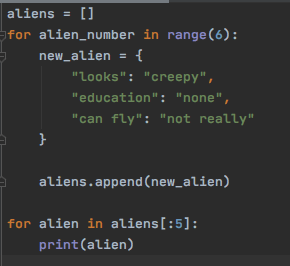 aliens = []
for alien_number in range(6):
    new_alien = {
        "looks": "creepy",
        "education": "none",
        "can fly": "not really"
    }

    aliens.append(new_alien)

for alien in aliens[:5]:
    print(alien)